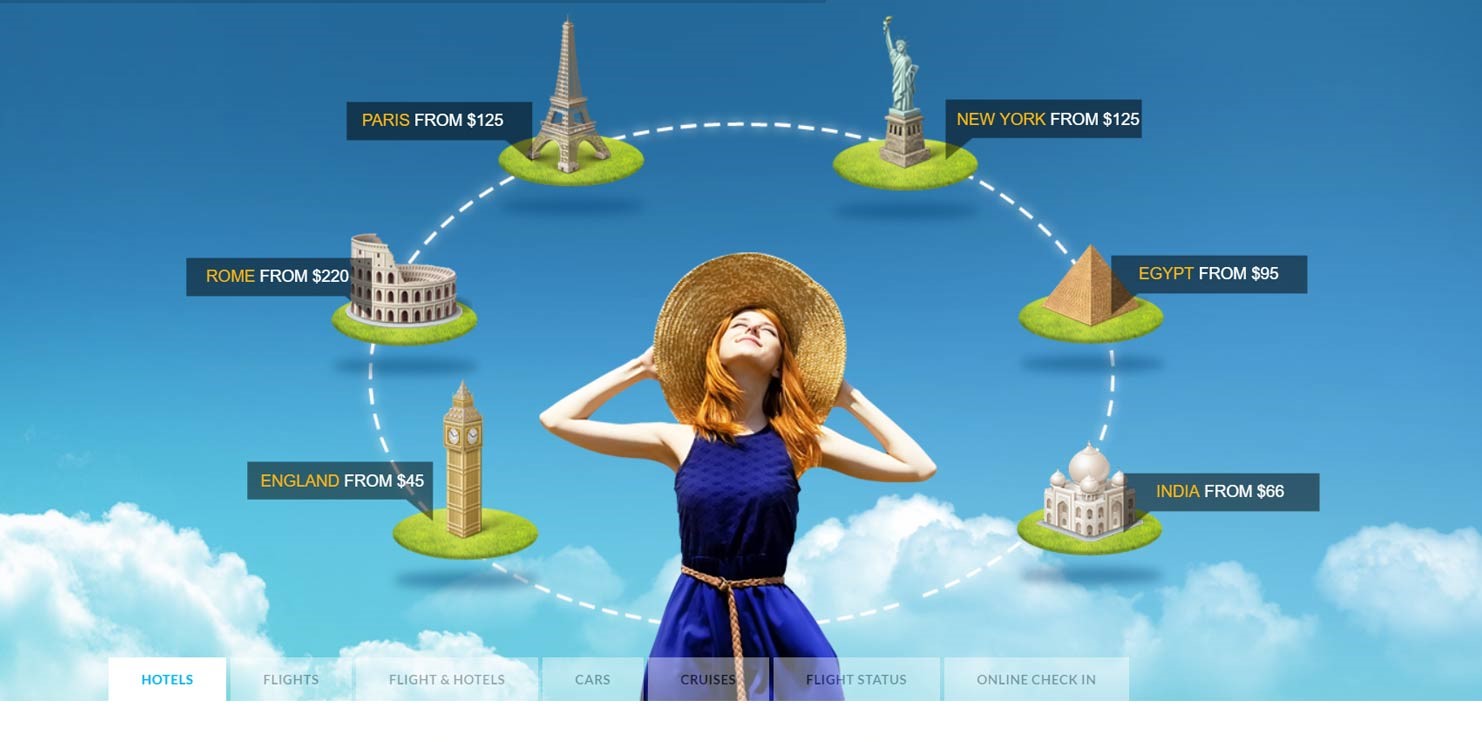 PARIS FROM $125
NEW YORK FROM $125
ROME FROM $220
EGYPT FROM $95
ENGLAND FROM $45
INDIA FROM $66
HOTELS
FLIGHTS
FLIGHT & HOTELS
CARS
CRUISES
FLIGHT STATUS
ONLINE CHECK IN